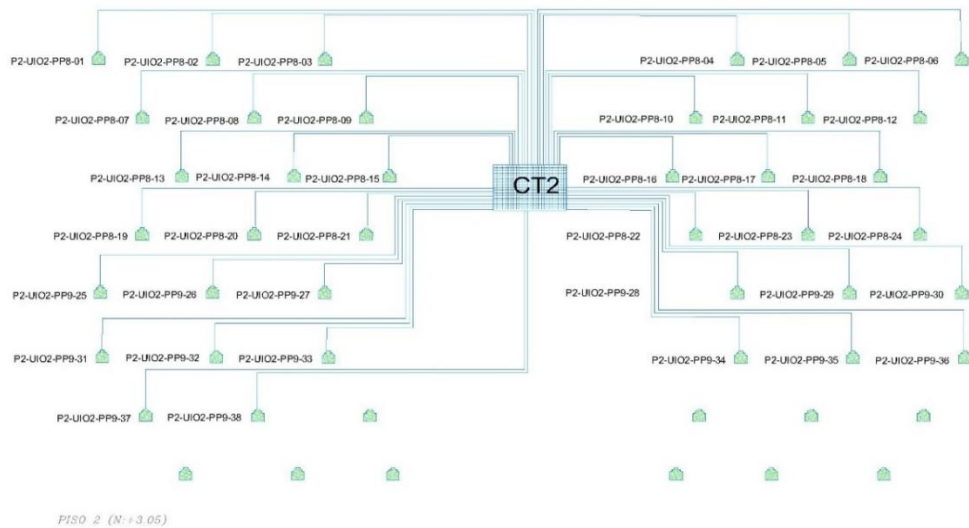 P2-UIO2-PP8-01 P2-UIO2-PP8-02 P2-UIO2-PP8-03 P2-UIO2-PP8-04 P2-UIO2-PP8-05 P2-UIO2-PP8-06
P2-UIO2-PP8-07 P2-UIO2-PP8-08 P2-UIO2-PP8-09 P2-UIO2-PP8-10 P2-UIO2-PP8-11 P2-UIO2-PP8-12
P2-UIO2-PP8-13 P2-UIO2-PP8-14 P2-UIO2-PP8-15 P2-UIO2-PP8-16 P2-UIO2-PP8-17 P2-UIO2-PP8-18
CT2
P2-UIO2-PP8-19 P2-UIO2-PP8-20 P2-UIO2-PP8-21 P2-UIO2-PP8-22 P2-UIO2-PP8-23 P2-UIO2-PP8-24
P2-UIO2-PP9-25 P2-UIO2-PP9-26 P2-UIO2-PP9-27 P2-UIO2-PP9-28 P2-UIO2-PP9-29 P2-UIO2-PP9-30
P2-UIO2-PP9-31 P2-UIO2-PP9-32 P2-UIO2-PP9-33 P2-UIO2-PP9-34 P2-UIO2-PP9-35 P2-UIO2-PP9-36
P2-UIO2-PP9-37 P2-UIO2-PP9-38
PISO 2 (N:+3.05)